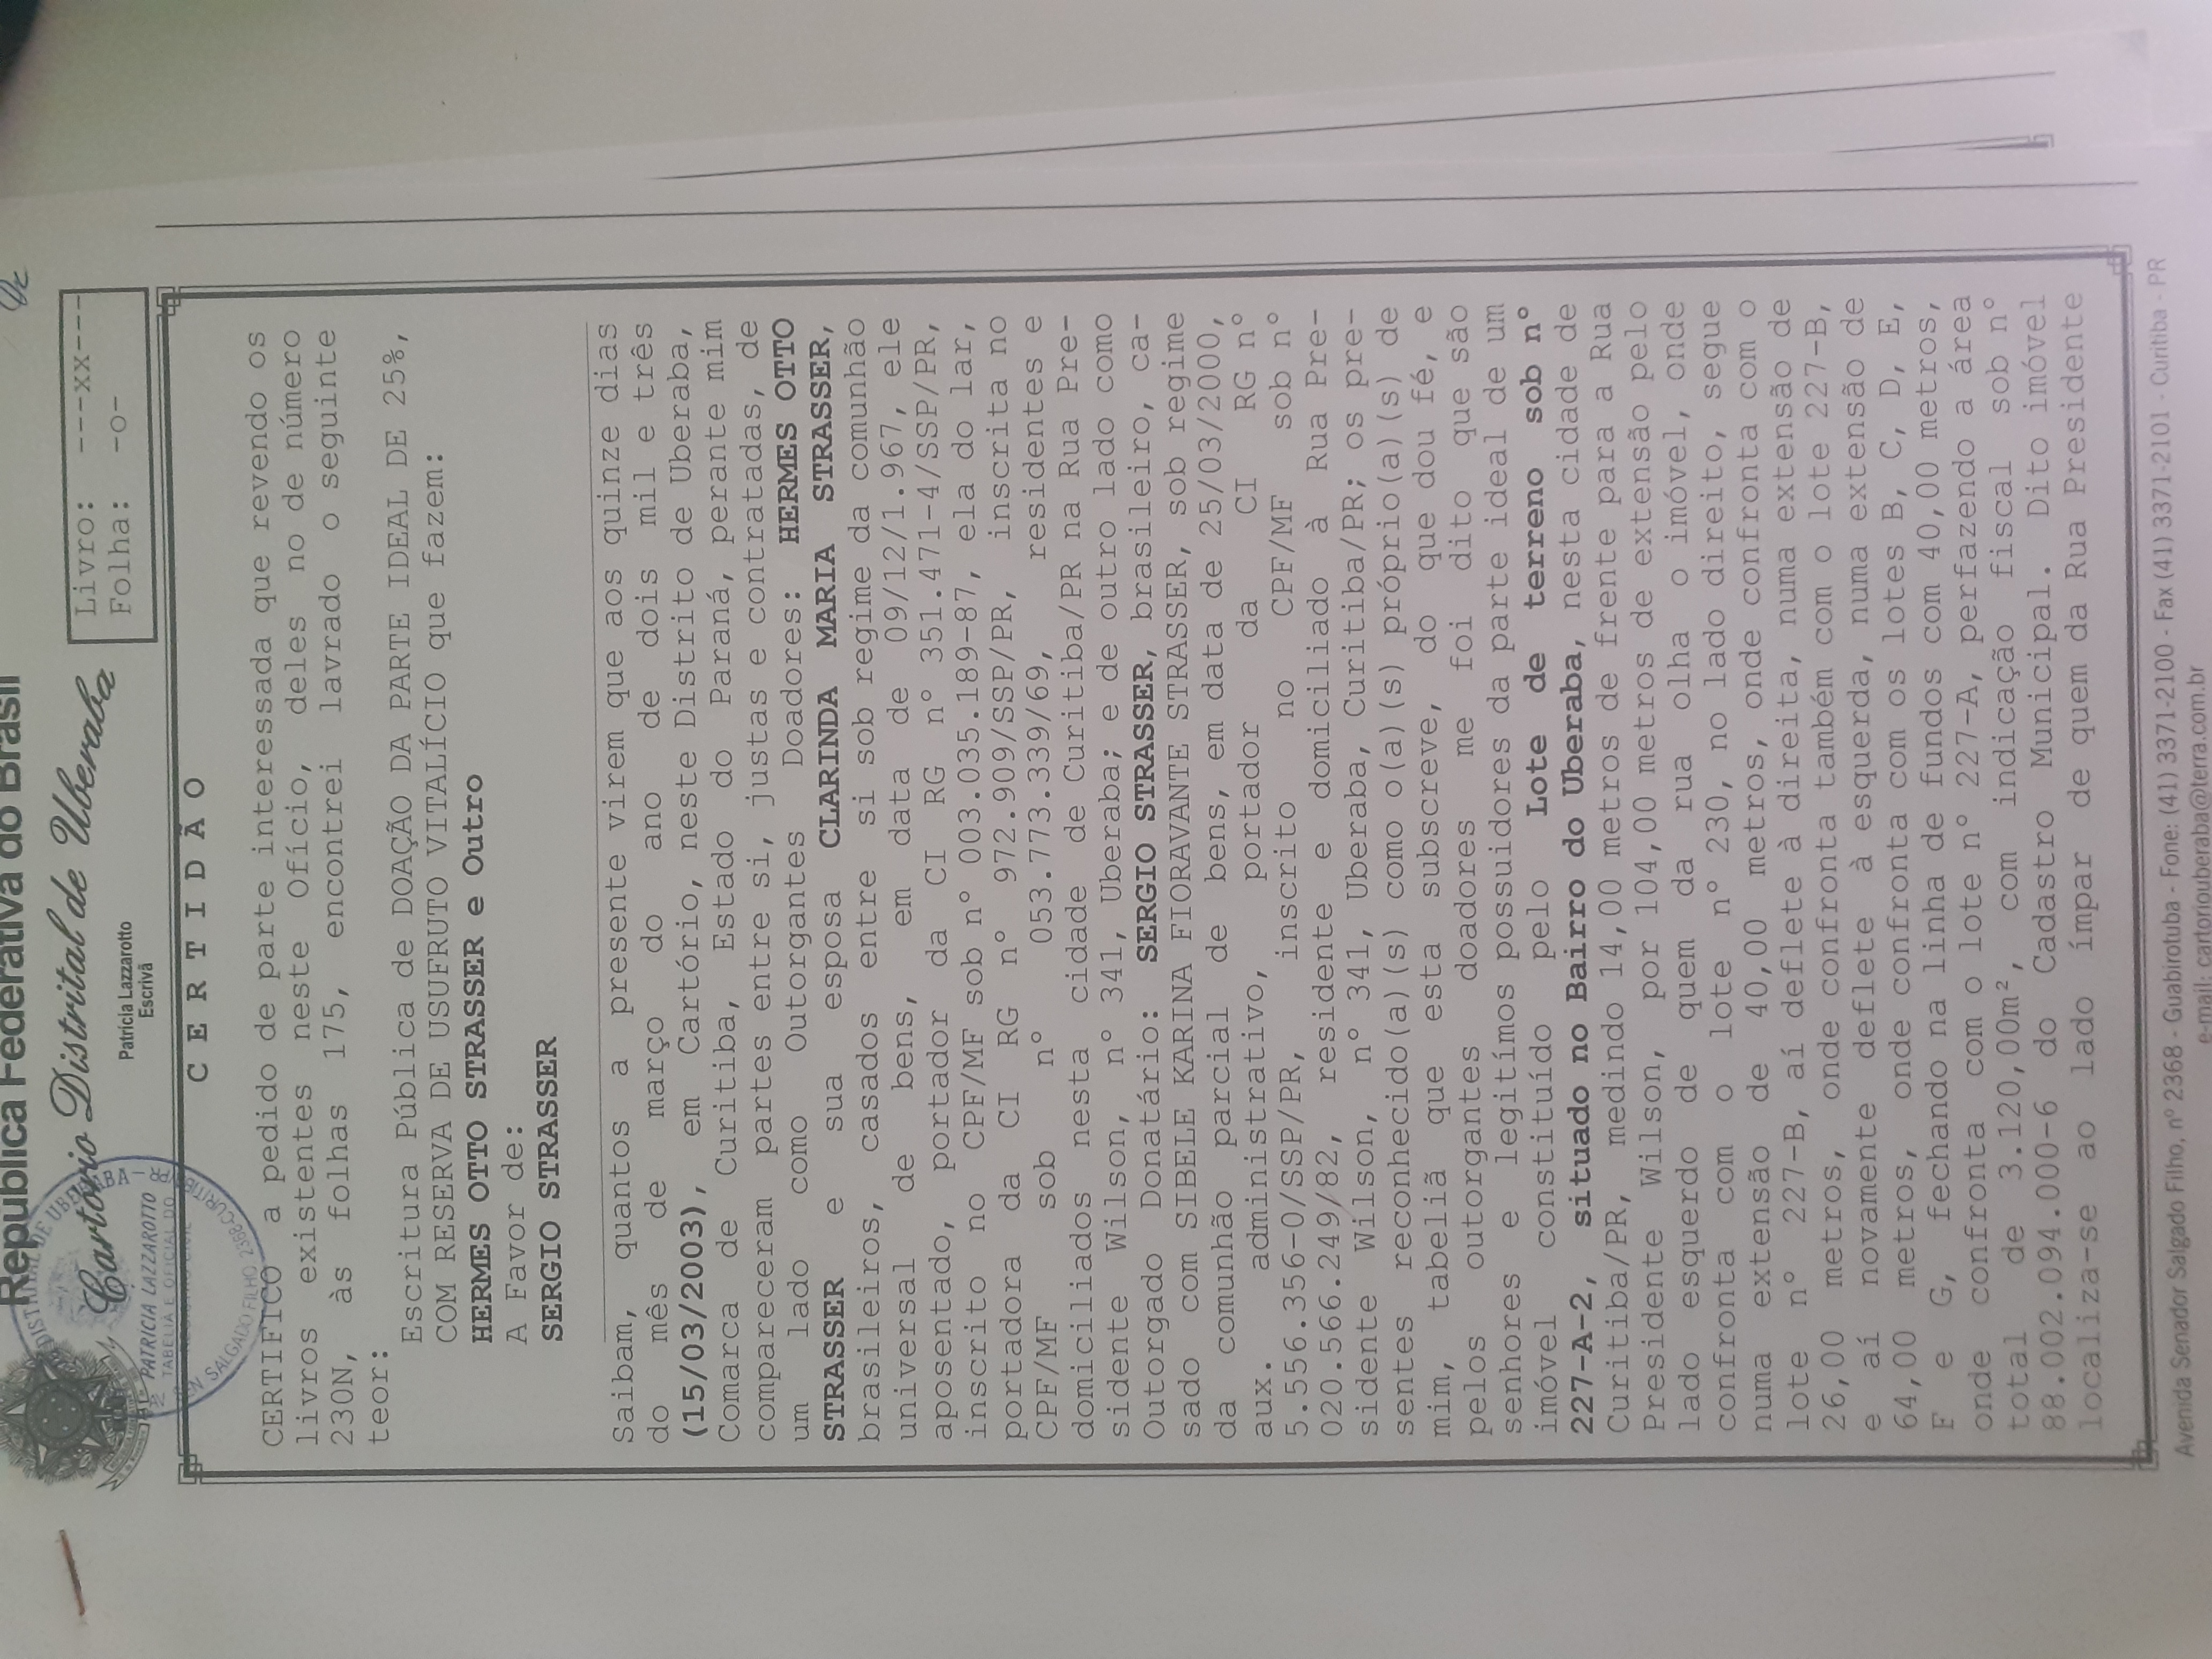 República Federativa do Brasil
Cartório Distrital de Uberaba
Patricia Lazzarotto
Escrivã
Livro: ---xx---
Folha: -o-
PATRICIA LAZZAROTTO
TABELIÃ E OFICIAL DO
C E R T I D Ã O
CERTIFICO a pedido de parte interessada que revendo os
livros existentes neste Ofício, deles no de número
230N, às folhas 175, encontrei lavrado o seguinte
teor:
Escritura Pública de DOAÇÃO DA PARTE IDEAL DE 25%,
COM RESERVA DE USUFRUTO VITALÍCIO que fazem:
HERMES OTTO STRASSER e Outro
A Favor de:
SERGIO STRASSER
Saibam, quantos a presente virem que aos quinze dias
do mês de março do ano de dois mil e três
(15/03/2003), em Cartório, neste Distrito de Uberaba,
Comarca de Curitiba, Estado do Paraná, perante mim
compareceram partes entre si, justas e contratadas, de
um lado como Outorgantes Doadores: HERMES OTTO
STRASSER e sua esposa CLARINDA MARIA STRASSER,
brasileiros, casados entre si sob regime da comunhão
universal de bens, em data de 09/12/1.967, ele
aposentado, portador da CI RG nº 351.471-4/SSP/PR,
inscrito no CPF/MF sob nº 003.035.189-87, ela do lar,
portadora da CI RG nº 972.909/SSP/PR, inscrita no
CPF/MF sob nº 053.773.339/69, residentes e
domiciliados nesta cidade de Curitiba/PR na Rua Pre-
sidente Wilson, nº 341, Uberaba; e de outro lado como
Outorgado Donatário: SERGIO STRASSER, brasileiro, ca-
sado com SIBELE KARINA FIORAVANTE STRASSER, sob regime
da comunhão parcial de bens, em data de 25/03/2000,
aux. administrativo, portador da CI RG nº
5.556.356-0/SSP/PR, inscrito no CPF/MF sob nº
020.566.249/82, residente e domiciliado à Rua Pre-
sidente Wilson, nº 341, Uberaba, Curitiba/PR; os pre-
sentes reconhecido(a)(s) como o(a)(s) próprio(a)(s) de
mim, tabeliã que esta subscreve, do que dou fé, e
pelos outorgantes doadores me foi dito que são
senhores e legitímos possuidores da parte ideal de um
imóvel constituído pelo Lote de terreno sob nº
227-A-2, situado no Bairro do Uberaba, nesta cidade de
Curitiba/PR, medindo 14,00 metros de frente para a Rua
Presidente Wilson, por 104,00 metros de extensão pelo
lado esquerdo de quem da rua olha o imóvel, onde
confronta com o lote nº 230, no lado direito, segue
numa extensão de 40,00 metros, onde confronta com o
lote nº 227-B, aí deflete à direita, numa extensão de
26,00 metros, onde confronta também com o lote 227-B,
e aí novamente deflete à esquerda, numa extensão de
64,00 metros, onde confronta com os lotes B, C, D, E,
F e G, fechando na linha de fundos com 40,00 metros,
onde confronta com o lote nº 227-A, perfazendo a área
total de 3.120,00m², com indicação fiscal sob nº
88.002.094.000-6 do Cadastro Municipal. Dito imóvel
localiza-se ao lado ímpar de quem da Rua Presidente
Avenida Senador Salgado Filho, nº 2368 - Guabirotuba - Fone: (41) 3371-2100 - Fax (41) 3371-2101 - Curitiba - PR
e-mail: cartoriouberaba@terra.com.br